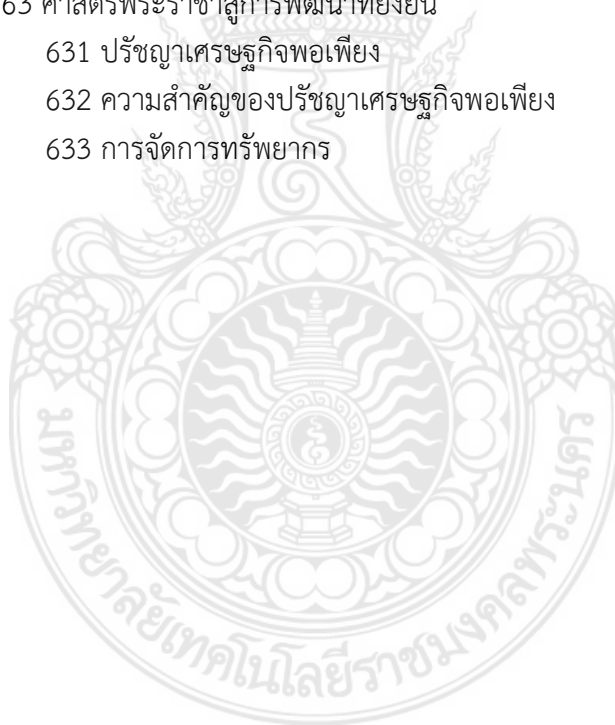 63 ศาสตร์พระราชาสู่การพัฒนาที่ยั่งยืน
631 ปรัชญาเศรษฐกิจพอเพียง
632 ความสำคัญของปรัชญาเศรษฐกิจพอเพียง
633 การจัดการทรัพยากร
มหาวิทยาลัยเทคโนโลยีราชมงคลพระนคร